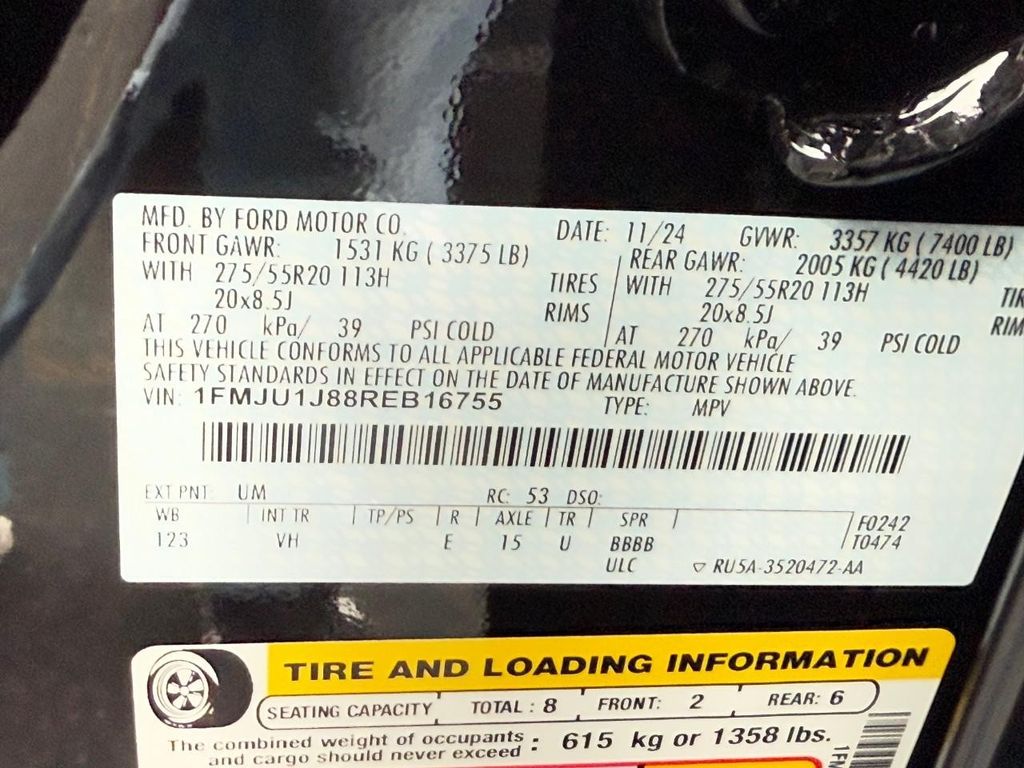 MFD. BY FORD MOTOR CO. DATE: 11/24 GVWR: 3357 KG ( 7400 LB)
FRONT GAWR: 1531 KG ( 3375 LB) REAR GAWR: 2005 KG ( 4420 LB)
WITH 275/55R20 113H TIRES WITH 275/55R20 113H
20x8.5J RIMS 20x8.5J
AT 270 kPa/ 39 PSI COLD AT 270 kPa/ 39 PSI COLD
THIS VEHICLE CONFORMS TO ALL APPLICABLE FEDERAL MOTOR VEHICLE
SAFETY STANDARDS IN EFFECT ON THE DATE OF MANUFACTURE SHOWN ABOVE.
VIN: 1FMJU1J88REB16755 TYPE: MPV
EXT PNT: UM RC: 53 DSO:
WB INT TR TP/PS R AXLE TR SPR F0242
123 VH E 15 U BBBB T0474
ULC RU5A-3520472-AA
TIRE AND LOADING INFORMATION
SEATING CAPACITY TOTAL : 8 FRONT: 2 REAR: 6
The combined weight of occupants
and cargo should never exceed : 615 kg or 1358 lbs.